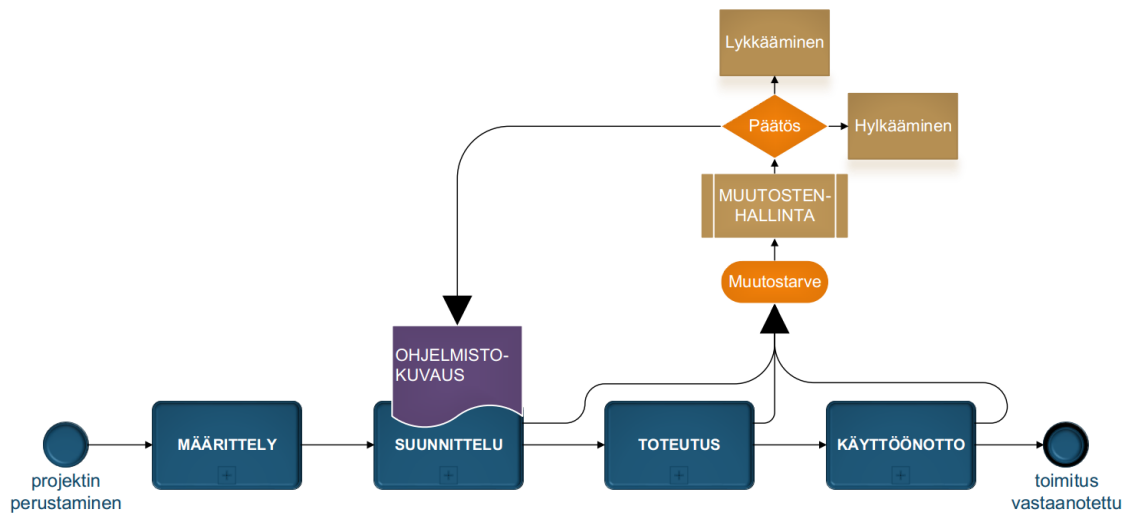 Lykkääminen
Päätös
Hylkääminen
MUUTOSTEN-
HALLINTA
Muutostarve
OHJELMISTO-
KUVAUS
MÄÄRITTELY
SUUNNITTELU
TOTEUTUS
KÄYTTÖÖNOTTO
projektin
perustaminen
toimitus
vastaanotettu